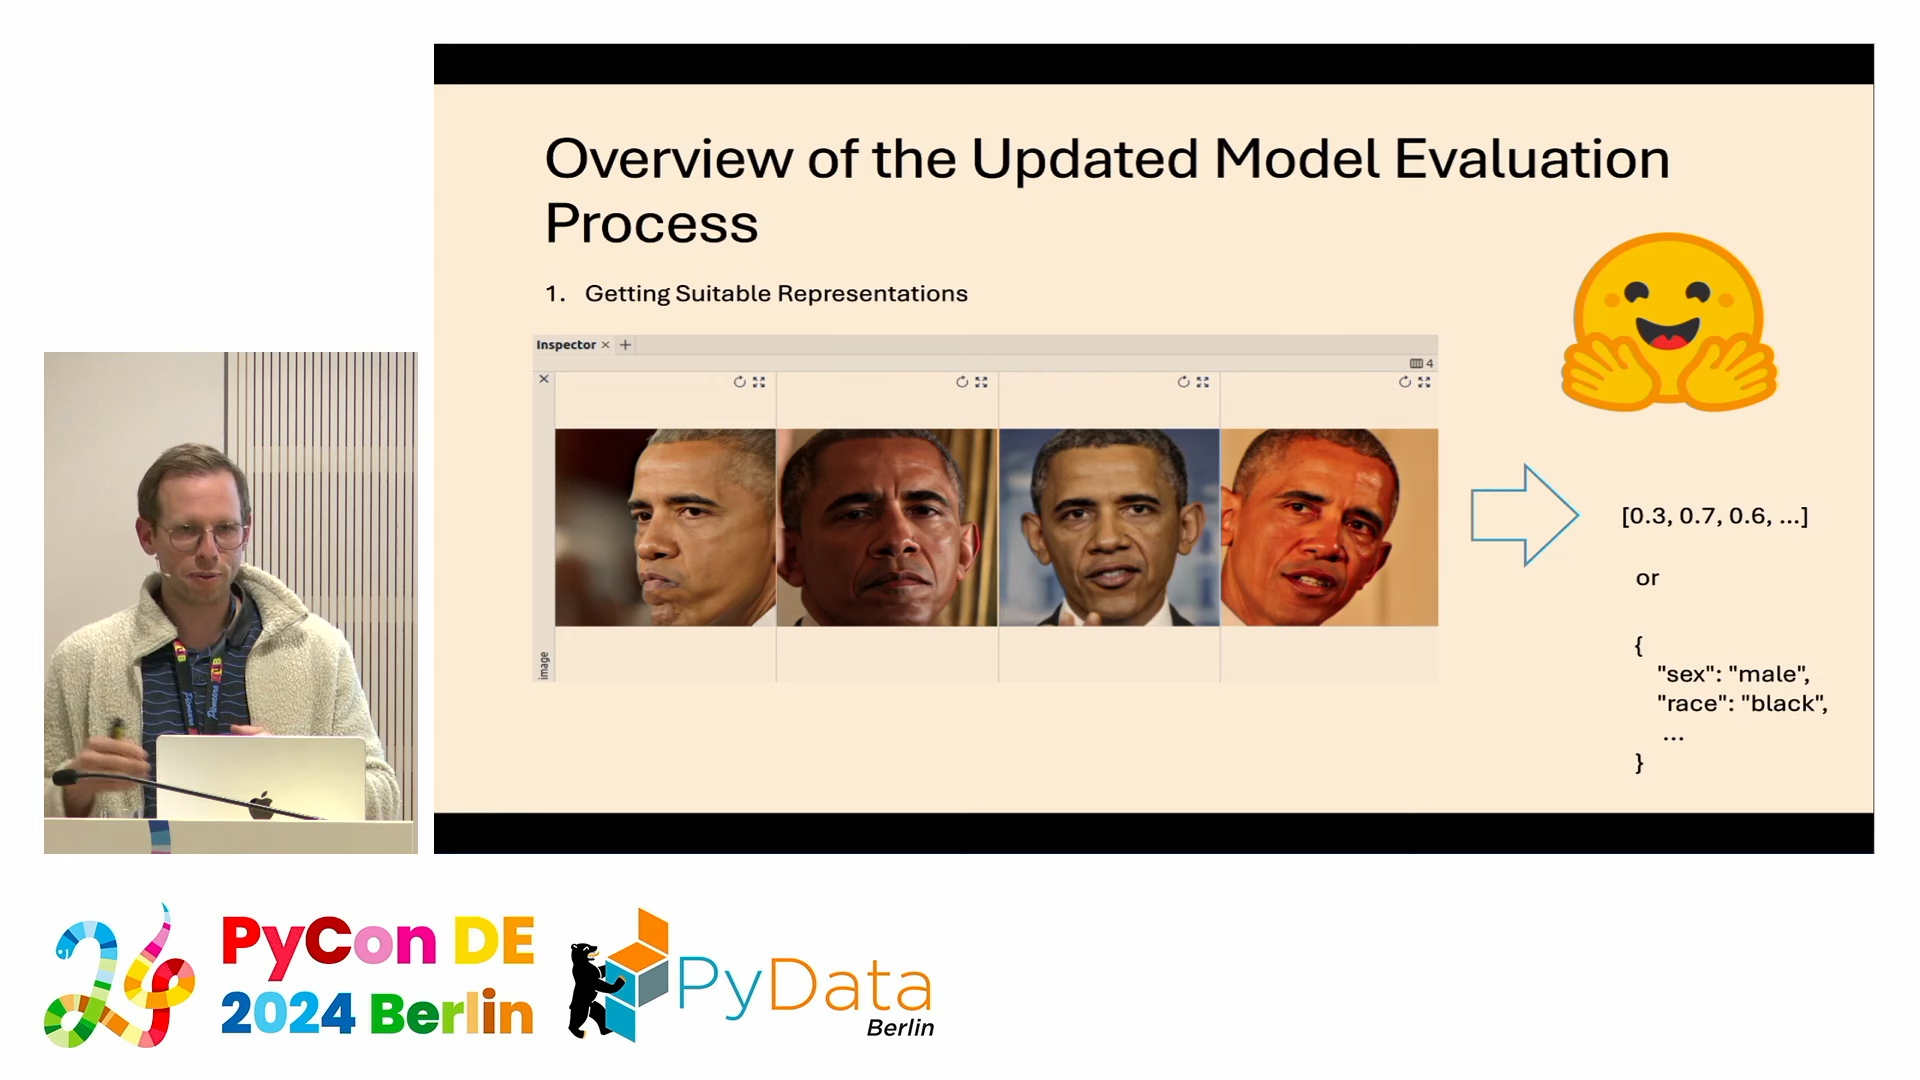 Overview of the Updated Model Evaluation
Process
1. Getting Suitable Representations
Inspector × +
4
image
[0.3, 0.7, 0.6, ...]
or
{
"sex": "male",
"race": "black",
...
}
Pioneers
PyCon DE
2024 Berlin
PyData
Berlin